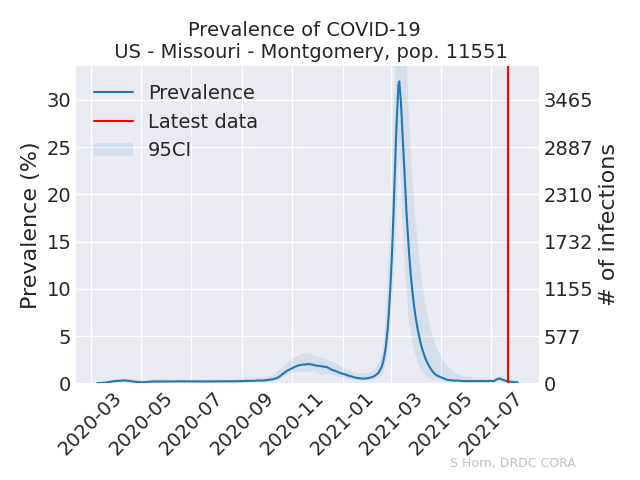 Prevalence of COVID-19
US - Missouri - Montgomery, pop. 11551
Prevalence
Latest data
95CI
Prevalence (%)
30
25
20
15
10
5
0
3465
2887
2310
1732
1155
577
0
# of infections
2020-03
2020-05
2020-07
2020-09
2020-11
2021-01
2021-03
2021-05
2021-07
S Horn, DRDC CORA